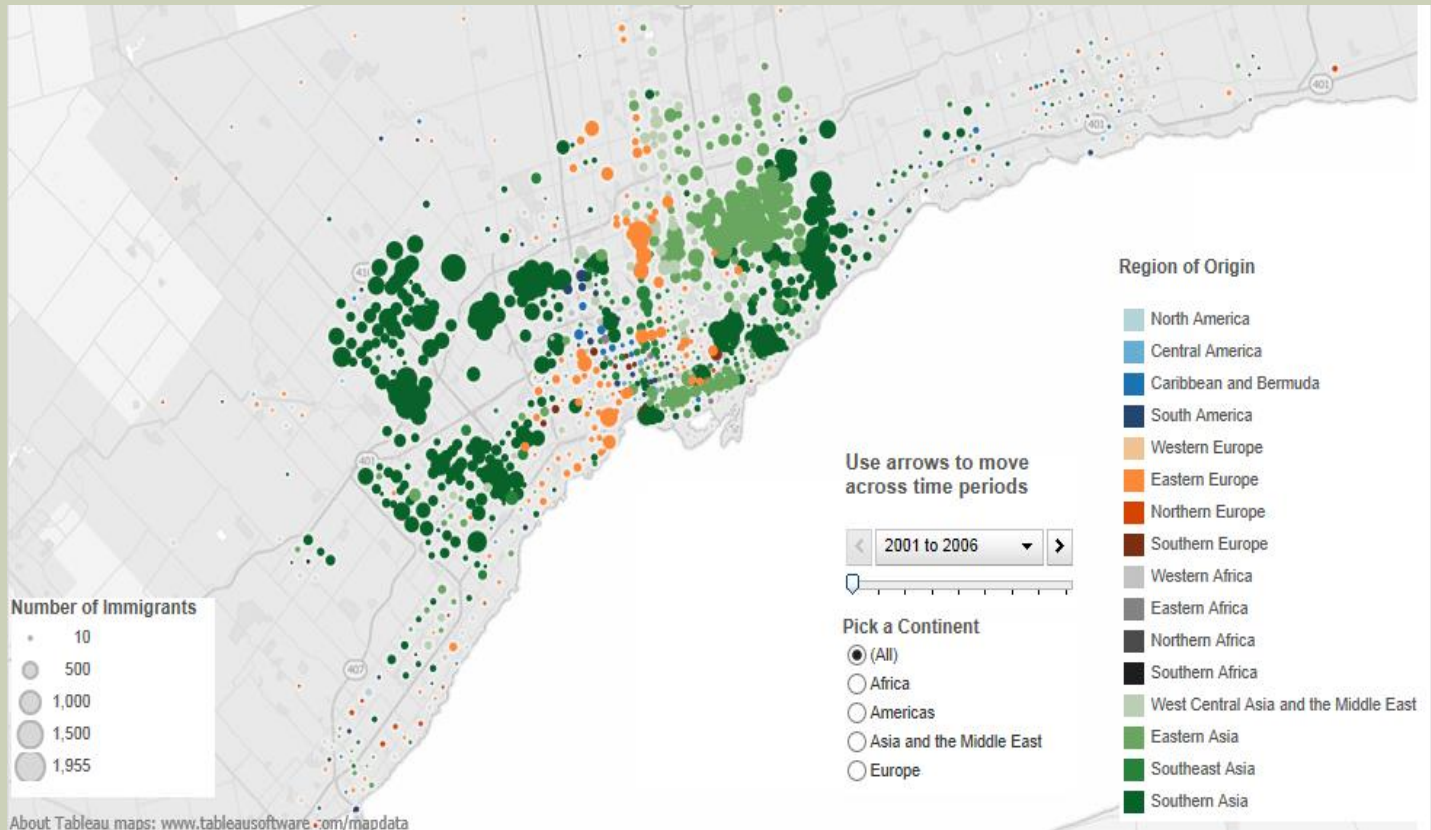 401
401
410
401
407
Region of Origin
North America
Central America
Caribbean and Bermuda
South America
Western Europe
Eastern Europe
Northern Europe
Southern Europe
Western Africa
Eastern Africa
Northern Africa
Southern Africa
West Central Asia and the Middle East
Eastern Asia
Southeast Asia
Southern Asia
Use arrows to move
across time periods
2001 to 2006
Pick a Continent
(All)
Africa
Americas
Asia and the Middle East
Europe
Number of Immigrants
10
500
1,000
1,500
1,955
About Tableau maps: www.tableausoftware.com/mapdata